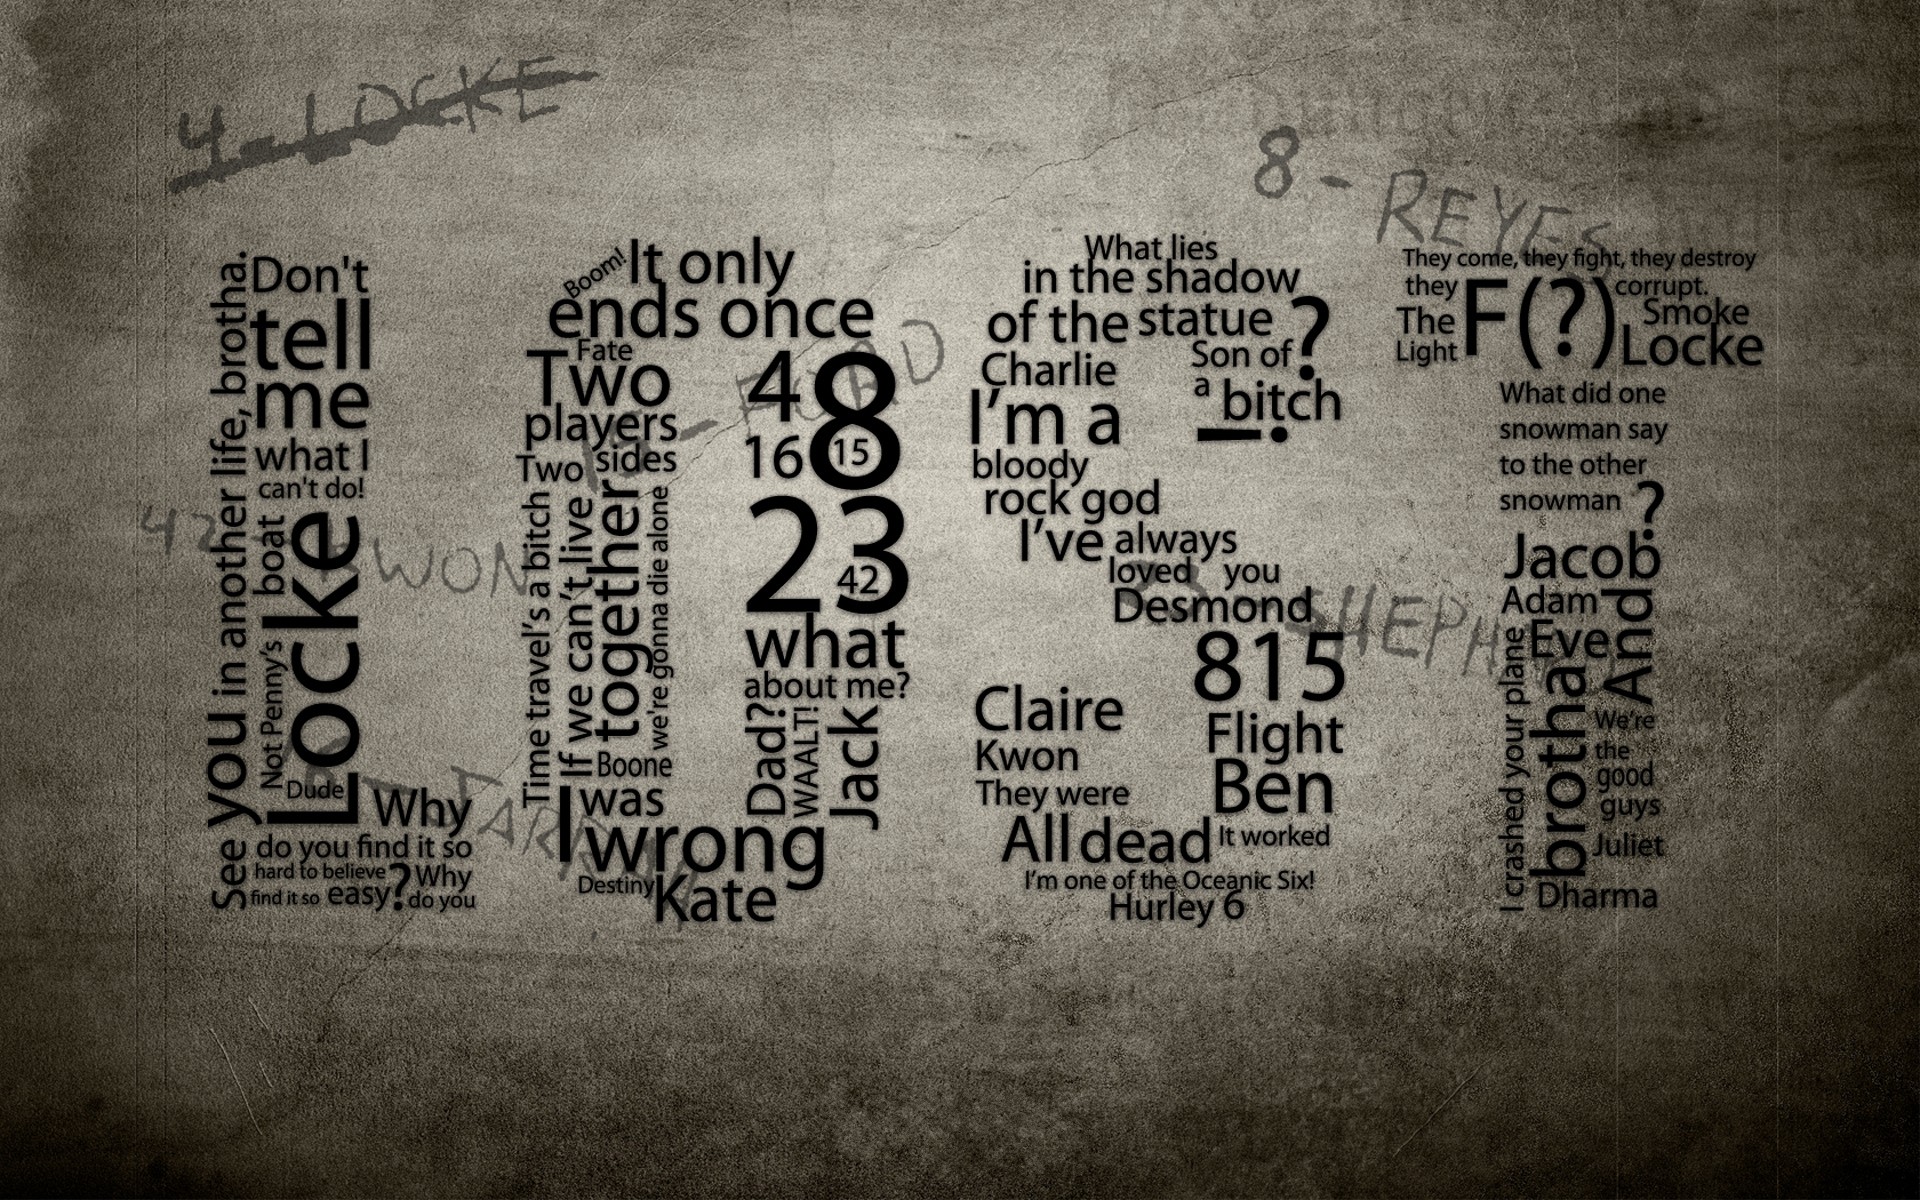 4-LOCKE
8 - REYES
- FORD
42
KWON
SHEPH
See you in another life, brotha.
Don't
tell
me
what I
can't do!
Not Penny's boat
Locke
Dude
Why
do you find it so
hard to believe
?
Why
find it so easy
do you
Boom!
It only
ends once
Fate
Two
players
Two sides
Time travel's a bitch
If we can't live
together
we're gonna die alone
Boone
I was
wrong
Destiny
Kate
4 8
16 15
23
42
what
about me?
Dad?
WAALT!
Jack
What lies
in the shadow
of the statue ?
Charlie
Son of
a bitch
I'm a
bloody
rock god
I've always
loved you
Desmond
815
Flight
Claire
Kwon
Ben
They were
All dead
It worked
I'm one of the Oceanic Six!
Hurley 6
They come, they fight, they destroy
they corrupt.
The
Light
F(?)
Smoke
Locke
What did one
snowman say
to the other
snowman ?
Jacob
Adam
And
Eve
I crashed your plane
brotha
We're
the
good
guys
Juliet
Dharma